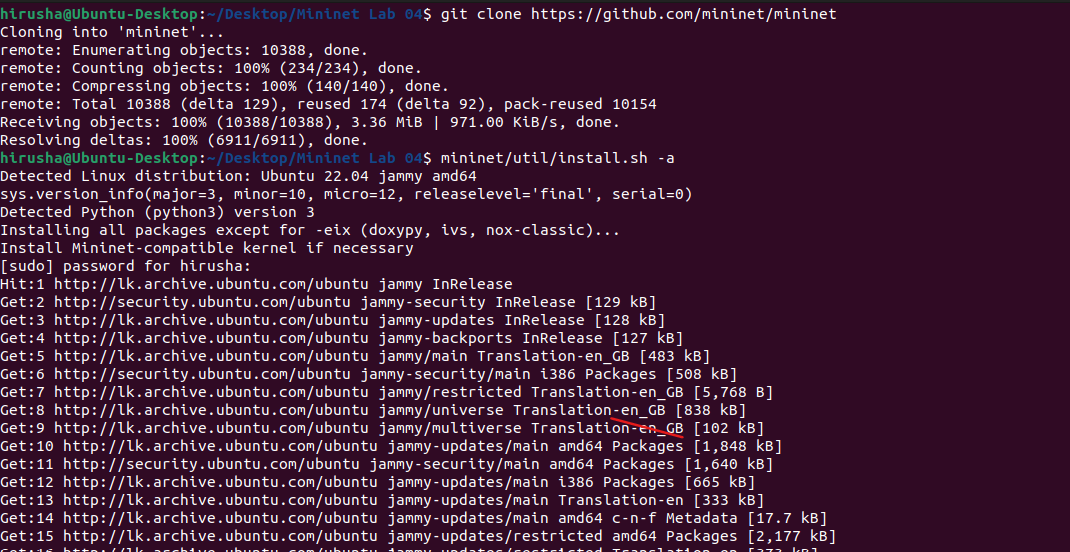 hirusha@Ubuntu-Desktop:~/Desktop/Mininet Lab 04$ git clone https://github.com/mininet/mininet
Cloning into 'mininet'...
remote: Enumerating objects: 10388, done.
remote: Counting objects: 100% (234/234), done.
remote: Compressing objects: 100% (140/140), done.
remote: Total 10388 (delta 129), reused 174 (delta 92), pack-reused 10154
Receiving objects: 100% (10388/10388), 3.36 MiB | 971.00 KiB/s, done.
Resolving deltas: 100% (6911/6911), done.
hirusha@Ubuntu-Desktop:~/Desktop/Mininet Lab 04$ mininet/util/install.sh -a
Detected Linux distribution: Ubuntu 22.04 jammy amd64
sys.version_info(major=3, minor=10, micro=12, releaselevel='final', serial=0)
Detected Python (python3) version 3
Installing all packages except for -eix (doxypy, ivs, nox-classic)...
Install Mininet-compatible kernel if necessary
[sudo] password for hirusha:
Hit:1 http://lk.archive.ubuntu.com/ubuntu jammy InRelease
Get:2 http://security.ubuntu.com/ubuntu jammy-security InRelease [129 kB]
Get:3 http://lk.archive.ubuntu.com/ubuntu jammy-updates InRelease [128 kB]
Get:4 http://lk.archive.ubuntu.com/ubuntu jammy-backports InRelease [127 kB]
Get:5 http://lk.archive.ubuntu.com/ubuntu jammy/main Translation-en_GB [483 kB]
Get:6 http://security.ubuntu.com/ubuntu jammy-security/main i386 Packages [508 kB]
Get:7 http://lk.archive.ubuntu.com/ubuntu jammy/restricted Translation-en_GB [5,768 B]
Get:8 http://lk.archive.ubuntu.com/ubuntu jammy/universe Translation-en_GB [838 kB]
Get:9 http://lk.archive.ubuntu.com/ubuntu jammy/multiverse Translation-en_GB [102 kB]
Get:10 http://lk.archive.ubuntu.com/ubuntu jammy-updates/main amd64 Packages [1,848 kB]
Get:11 http://security.ubuntu.com/ubuntu jammy-security/main amd64 Packages [1,640 kB]
Get:12 http://lk.archive.ubuntu.com/ubuntu jammy-updates/main i386 Packages [665 kB]
Get:13 http://lk.archive.ubuntu.com/ubuntu jammy-updates/main Translation-en [333 kB]
Get:14 http://lk.archive.ubuntu.com/ubuntu jammy-updates/main amd64 c-n-f Metadata [17.7 kB]
Get:15 http://lk.archive.ubuntu.com/ubuntu jammy-updates/restricted amd64 Packages [2,177 kB]